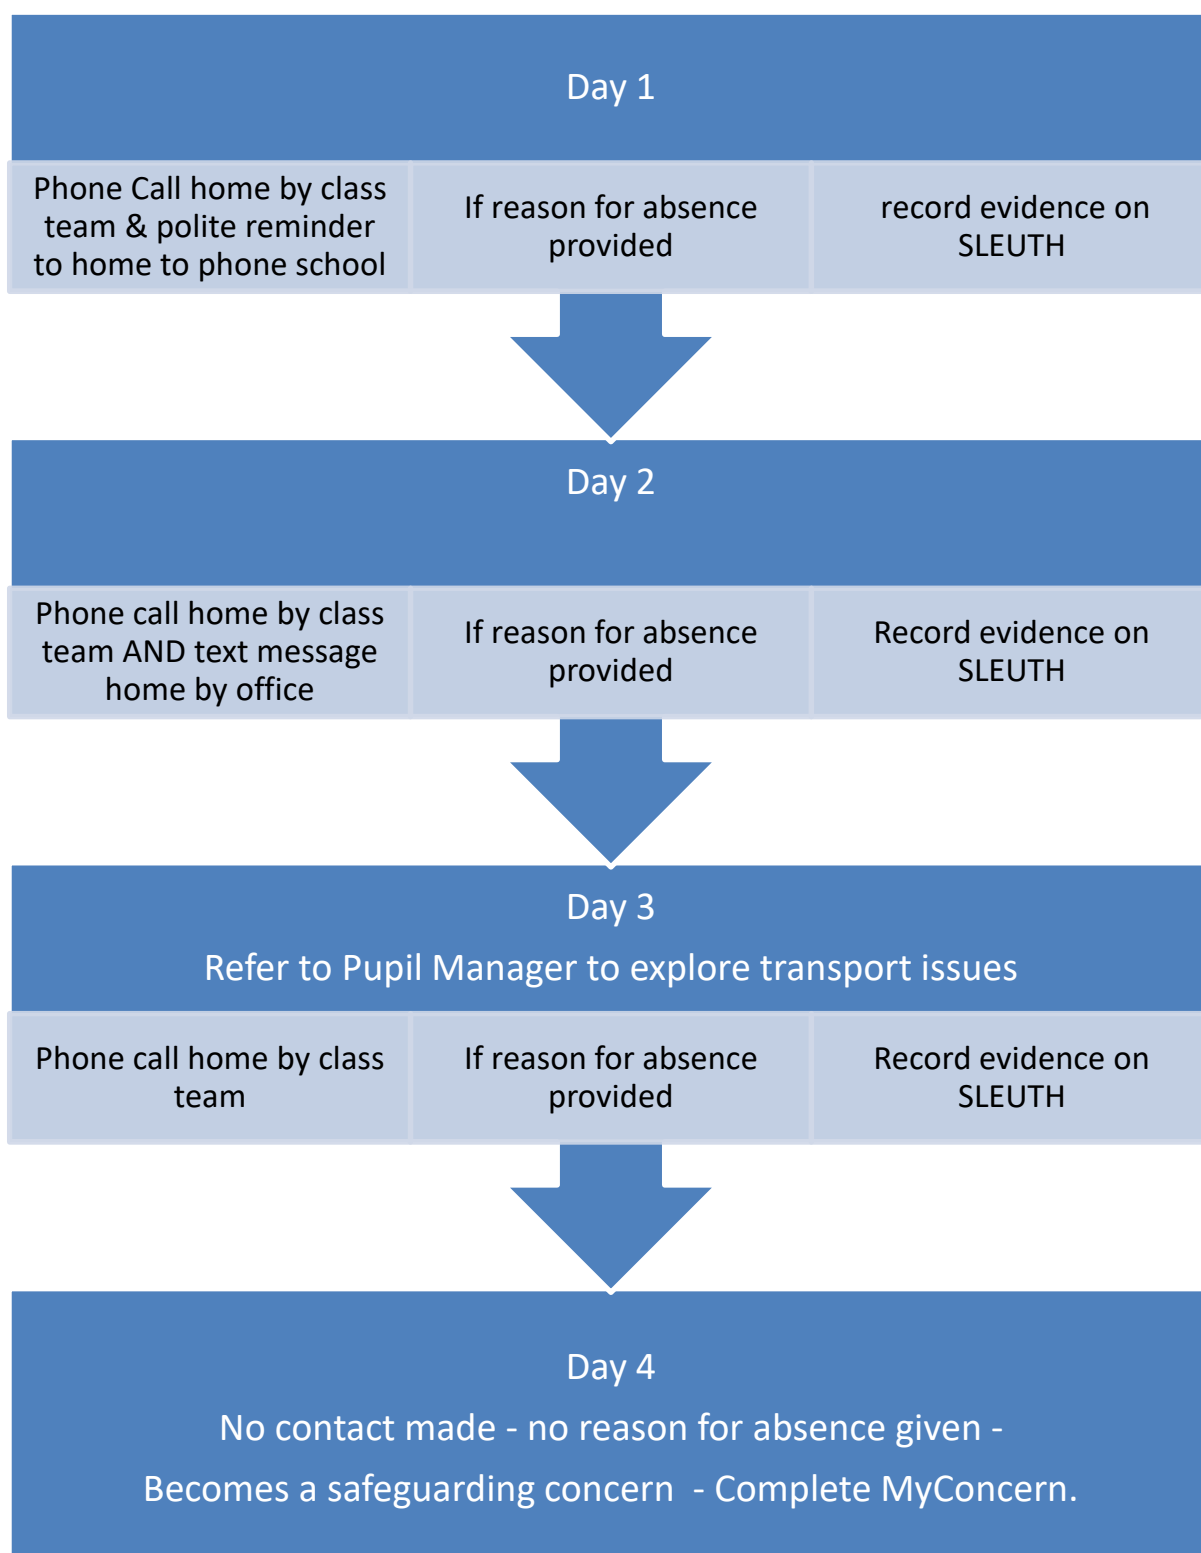 Day 1
Phone Call home by class
team & polite reminder
to home to phone school
If reason for absence
provided
record evidence on
SLEUTH
Day 2
Phone call home by class
team AND text message
home by office
If reason for absence
provided
Record evidence on
SLEUTH
Day 3
Refer to Pupil Manager to explore transport issues
Phone call home by class
team
If reason for absence
provided
Record evidence on
SLEUTH
Day 4
No contact made - no reason for absence given -
Becomes a safeguarding concern  - Complete MyConcern.